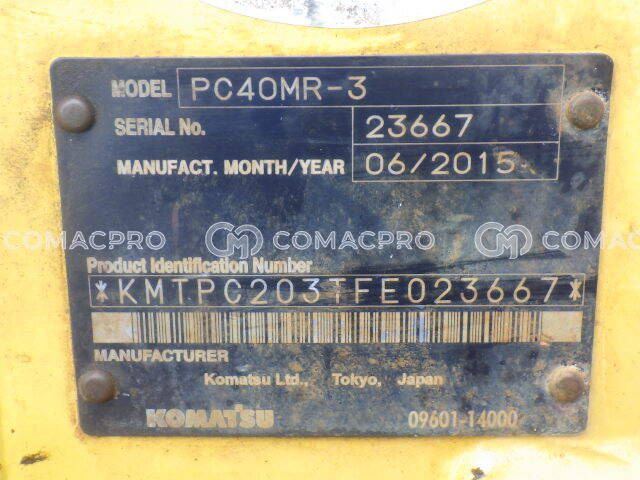 MODEL PC40MR-3
SERIAL No. 23667
MANUFACT. MONTH/YEAR 06/2015
COMACPRO COMACPRO COMACPRO
Product Identification Number
*KMTPC203TFE023667*
MANUFACTURER
Komatsu Ltd., Tokyo, Japan
KOMATSU 09601-14000